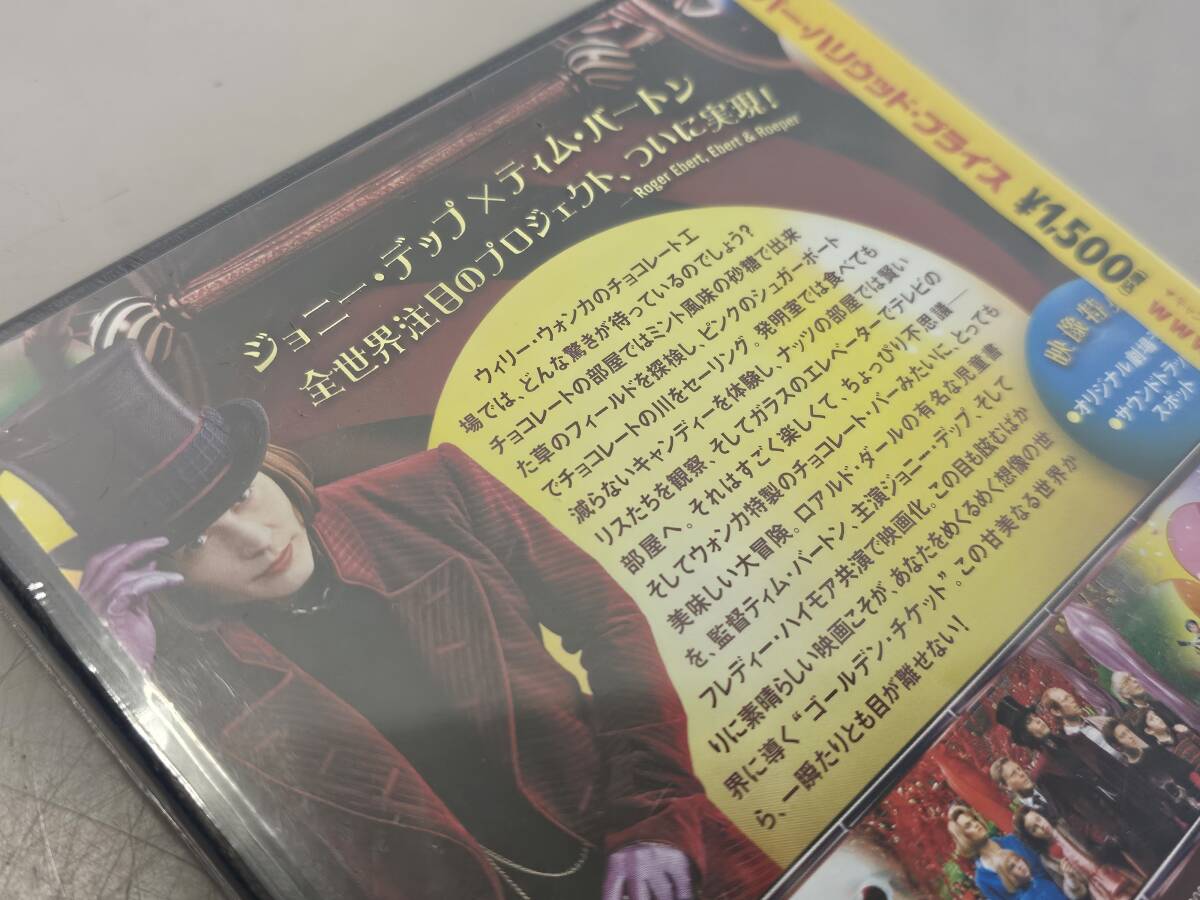 ジョニー・デップ×ティム・バートン
全世界注目のプロジェクト、ついに実現!
—Roger Ebert, Ebert & Roeper
ウィリー・ウォンカのチョコレート工
場では、どんな驚きが待っているのでしょう?
チョコレートの部屋ではミント風味の砂糖で出来
た草のフィールドを探検し、ピンクのシュガーボート
でチョコレートの川をセーリング。発明室では食べても
減らないキャンディーを体験し、ナッツの部屋では賢い
リスたちを観察、そしてガラスのエレベーターでテレビの
部屋へ。それはすごく楽しくて、ちょっぴり不思議—
そしてウォンカ特製のチョコレート・バーみたいに、とっても
美味しい大冒険。ロアルド・ダールの有名な児童書
を、監督ティム・バートン、主演ジョニー・デップ、そして
フレディー・ハイモア共演で映画化。この目も眩むばか
りに素晴らしい映画こそが、あなたをめくるめく想像の世
界に導く“ゴールデン・チケット”。この甘美なる世界か
ら、一瞬たりとも目が離せない!
ー・ハリウッド・プライス ¥1,500
www
映像特
●オリジナル劇場
●サウンドトラッ
スポット